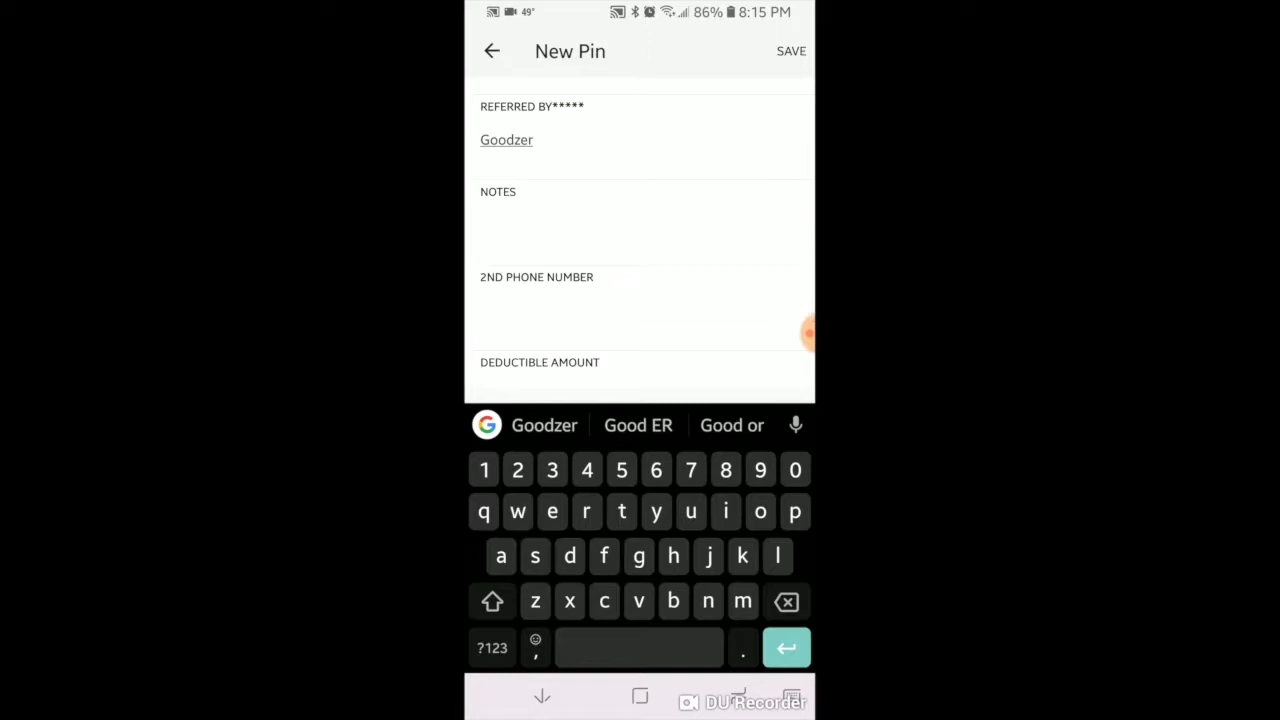 49° 86% 8:15 PM
New Pin SAVE
REFERRED BY*****
Goodzer
NOTES
2ND PHONE NUMBER
DEDUCTIBLE AMOUNT
G Goodzer Good ER Good or
1 2 3 4 5 6 7 8 9 0
q w e r t y u i o p
a s d f g h j k l
z x c v b n m
?123 , .
DU Recorder